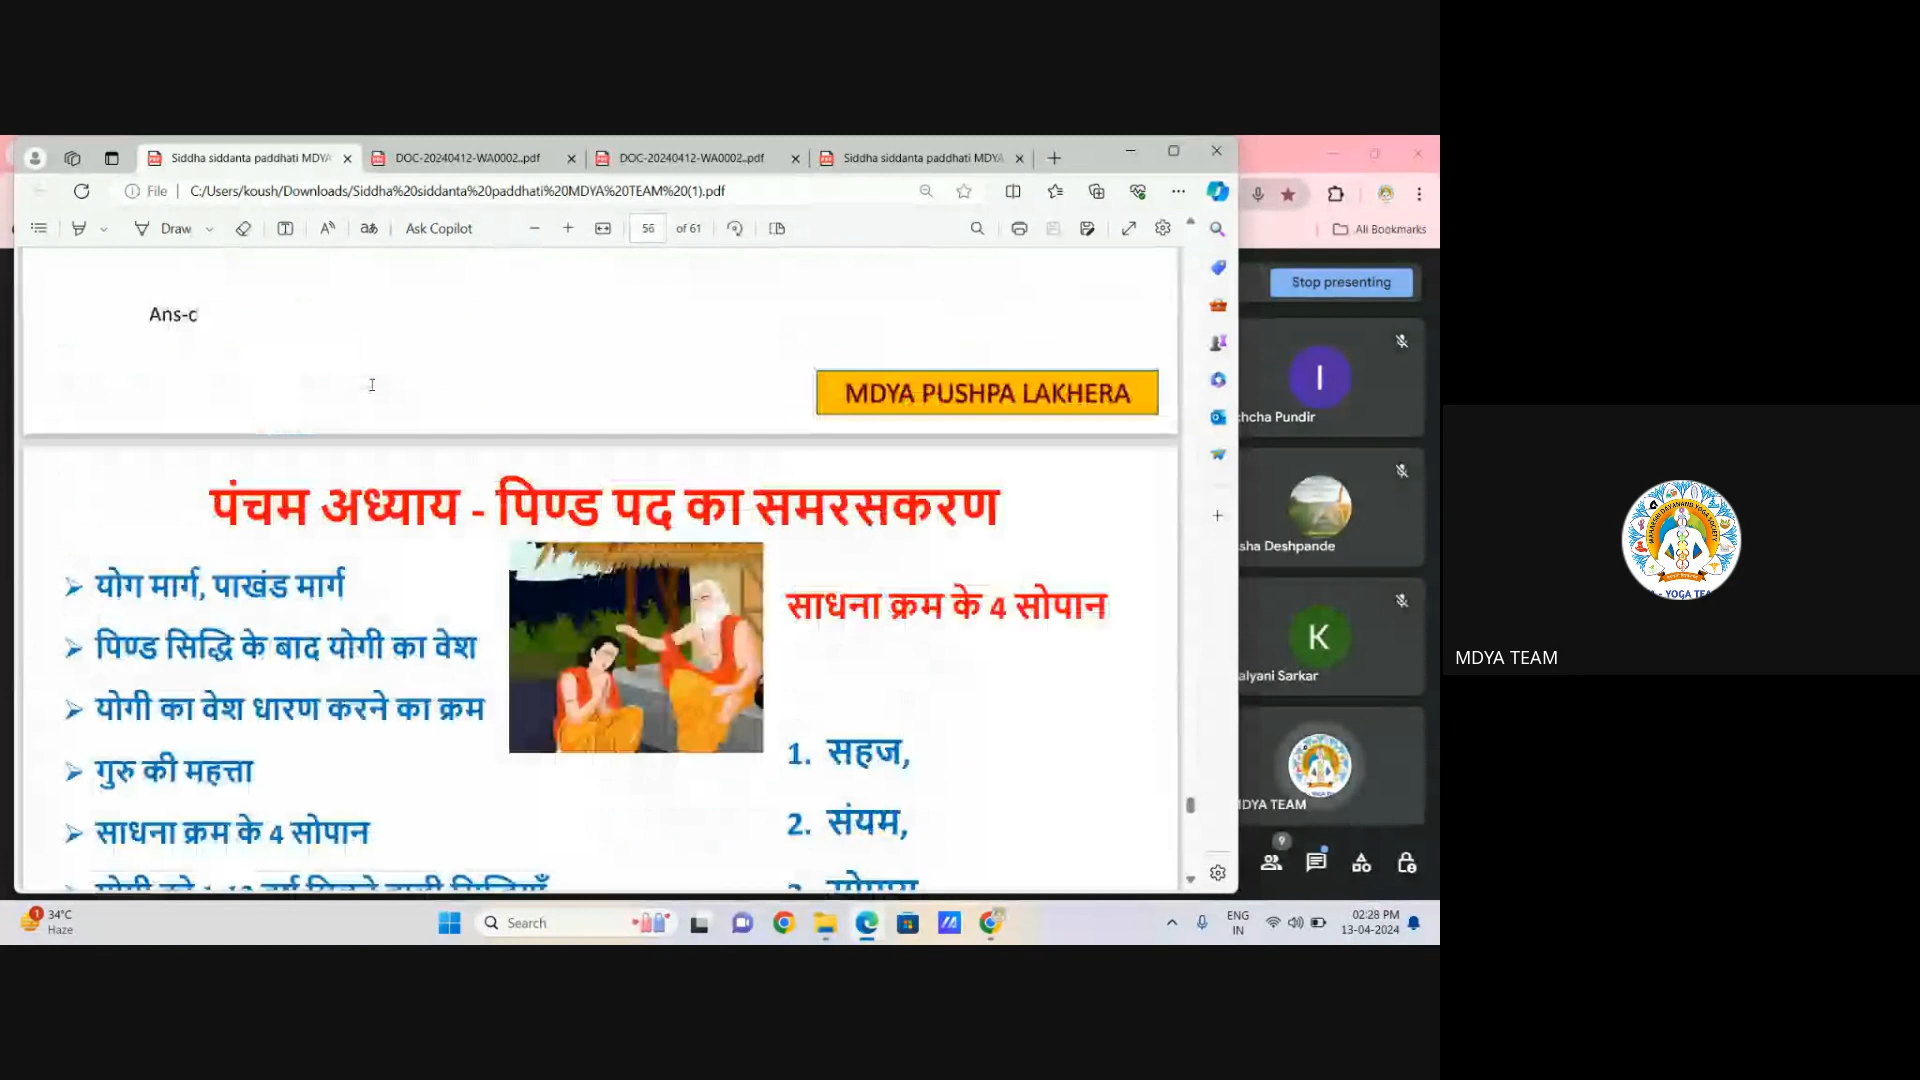 Siddha siddanta paddhati MDYA
DOC-20240412-WA0002..pdf
DOC-20240412-WA0002..pdf
Siddha siddanta paddhati MDYA
File
C:/Users/koush/Downloads/Siddha%20siddanta%20paddhati%20MDYA%20TEAM%20(1).pdf
All Bookmarks
Draw
Ask Copilot
56
of 61
Stop presenting
Ans-c
MDYA PUSHPA LAKHERA
पंचम अध्याय - पिण्ड पद का समरसकरण
योग मार्ग, पाखंड मार्ग
पिण्ड सिद्धि के बाद योगी का वेश
योगी का वेश धारण करने का क्रम
गुरु की महत्ता
साधना क्रम के 4 सोपान
साधना क्रम के 4 सोपान
1. सहज,
2. संयम,
I
hcha Pundir
sha Deshpande
K
alyani Sarkar
MDYA TEAM
9
MDYA TEAM
1
34°C
Haze
Search
ENG
IN
02:28 PM
13-04-2024